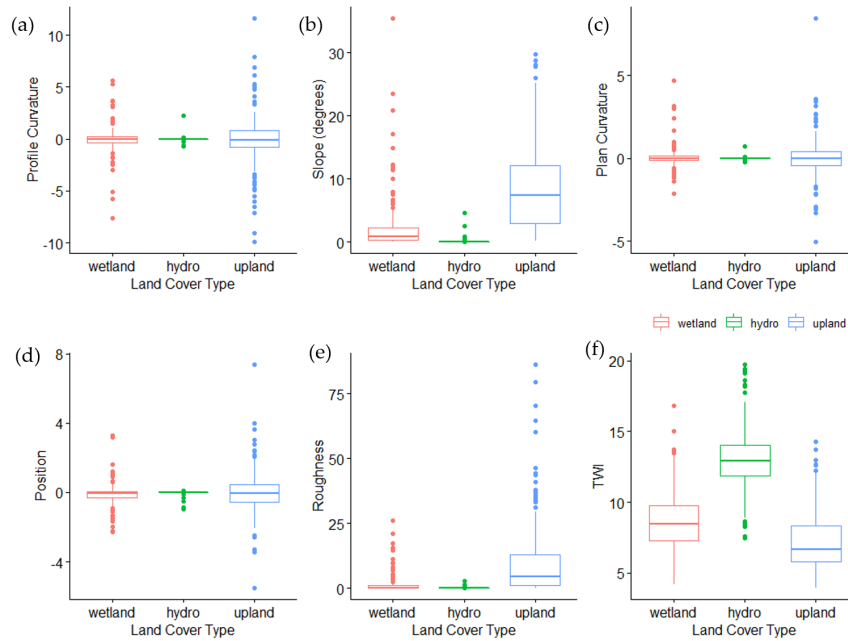 (a)
(b)
(c)
10
5
0
-5
-10
Profile Curvature
wetland hydro upland
Land Cover Type
30
20
10
0
Slope (degrees)
wetland hydro upland
Land Cover Type
5
0
-5
Plan Curvature
wetland hydro upland
Land Cover Type
wetland hydro upland
(d)
(e)
(f)
8
4
0
-4
Position
wetland hydro upland
Land Cover Type
75
50
25
0
Roughness
wetland hydro upland
Land Cover Type
20
15
10
5
TWI
wetland hydro upland
Land Cover Type